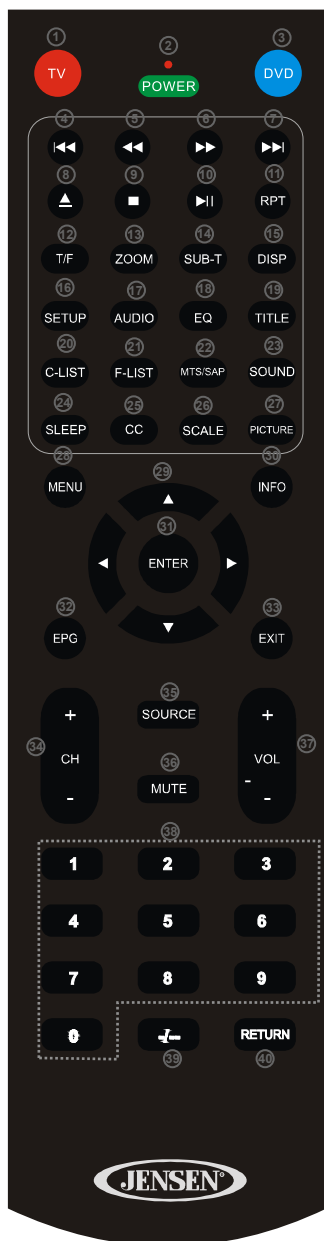 1 2 3
TV POWER DVD
4 5 6 7
8 9 10 11
RPT
12 13 14 15
T/F ZOOM SUB-T DISP
16 17 18 19
SETUP AUDIO EQ TITLE
20 21 22 23
C-LIST F-LIST MTS/SAP SOUND
24 25 26 27
SLEEP CC SCALE PICTURE
28 29 30
MENU INFO
31
ENTER
32 33
EPG EXIT
35
+ SOURCE +
34 CH VOL 37
36
- MUTE - -
38
1 2 3
4 5 6
7 8 9
0 -/-- RETURN
39 40
JENSEN